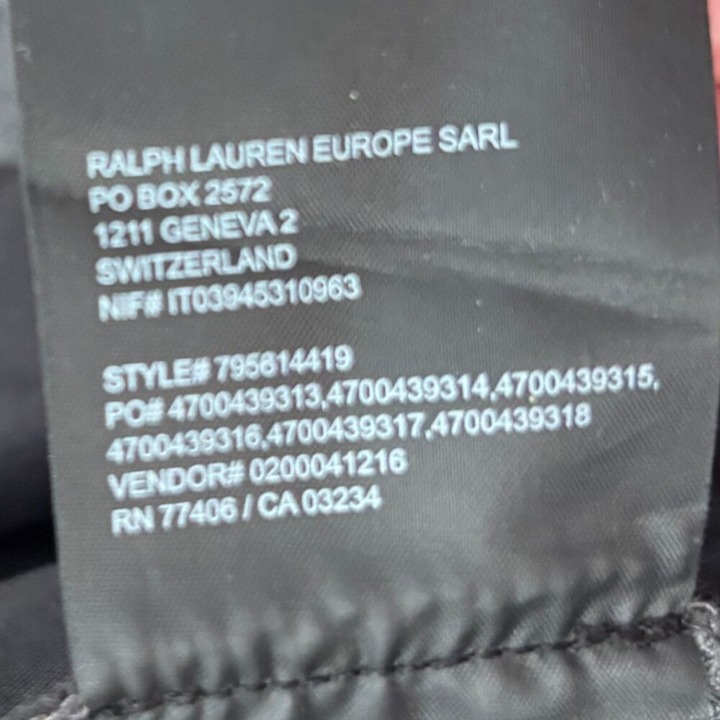 RALPH LAUREN EUROPE SARL
PO BOX 2572
1211 GENEVA 2
SWITZERLAND
NIF# IT03945310963
STYLE# 795614419
PO# 4700439313,4700439314,4700439315,
4700439316,4700439317,4700439318
VENDOR# 0200041216
RN 77406 / CA 03234